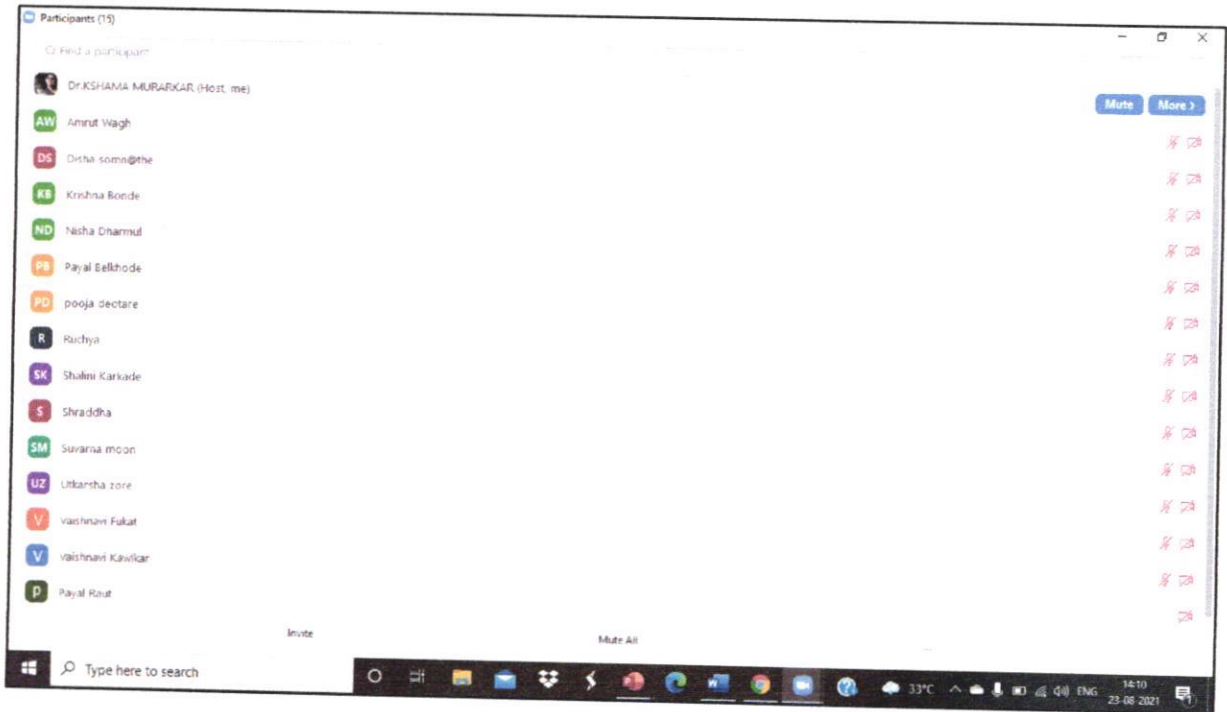 Participants (15)
Find a participant
Dr.KSHAMA MURARKAR (Host, me)
Mute More >
AW Amrut Wagh
DS Disha somn@the
KB Krishna Bonde
ND Nisha Dharmul
PB Payal Belkhode
PD pooja deotare
R Ruchya
SK Shalini Karkade
S Shraddha
SM Suvarna moon
UZ Utkarsha zore
V vaishnavi Fukat
V vaishnavi Kawlkar
P Payal Raut
Invite Mute All
Type here to search 33°C ENG 14:10
23-08-2021